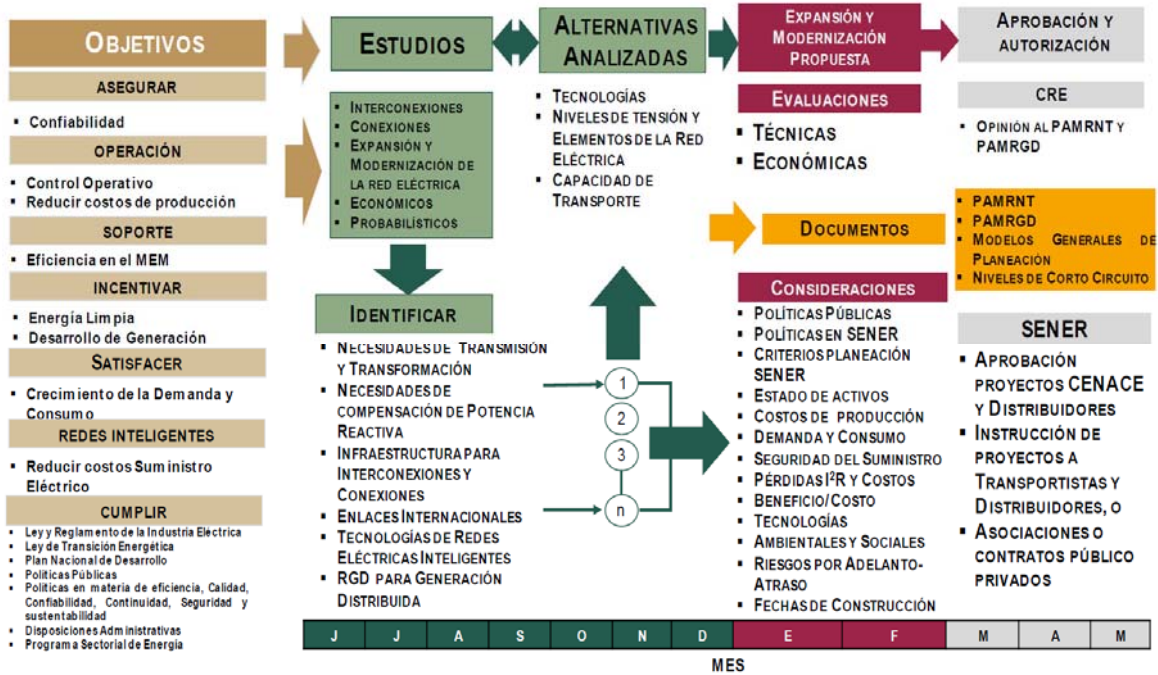 OBJETIVOS
ASEGURAR
▪ Confiabilidad
OPERACIÓN
▪ Control Operativo
▪ Reducir costos de producción
SOPORTE
▪ Eficiencia en el MEM
INCENTIVAR
▪ Energía Limpia
▪ Desarrollo de Generación
SATISFACER
▪ Crecimiento de la Demanda y
Consumo
REDES INTELIGENTES
▪ Reducir costos Suministro
Eléctrico
CUMPLIR
▪ Ley y Reglamento de la Industria Eléctrica
▪ Ley de Transición Energética
▪ Plan Nacional de Desarrollo
▪ Políticas Públicas
▪ Políticas en materia de eficiencia, Calidad,
Confiabilidad, Continuidad, Seguridad y
sustentabilidad
▪ Disposiciones Administrativas
▪ Programa Sectorial de Energía
ESTUDIOS
▪ INTERCONEXIONES
▪ CONEXIONES
▪ EXPANSIÓN Y
MODERNIZACIÓN DE
LA RED ELÉCTRICA
▪ ECONÓMICOS
▪ PROBABILÍSTICOS
IDENTIFICAR
▪ NECESIDADES DE TRANSMISIÓN
Y TRANSFORMACIÓN
▪ NECESIDADES DE
COMPENSACIÓN DE POTENCIA
REACTIVA
▪ INFRAESTRUCTURA PARA
INTERCONEXIONES Y
CONEXIONES
▪ ENLACES INTERNACIONALES
▪ TECNOLOGÍAS DE REDES
ELÉCTRICAS INTELIGENTES
▪ RGD PARA GENERACIÓN
DISTRIBUIDA
ALTERNATIVAS
ANALIZADAS
▪ TECNOLOGÍAS
▪ NIVELES DE TENSIÓN Y
ELEMENTOS DE LA RED
ELÉCTRICA
▪ CAPACIDAD DE
TRANSPORTE
1
2
3
n
EXPANSIÓN Y
MODERNIZACIÓN
PROPUESTA
EVALUACIONES
▪ TÉCNICAS
▪ ECONÓMICAS
DOCUMENTOS
CONSIDERACIONES
▪ POLÍTICAS PÚBLICAS
▪ POLÍTICAS EN SENER
▪ CRITERIOS PLANEACIÓN
SENER
▪ ESTADO DE ACTIVOS
▪ COSTOS DE PRODUCCIÓN
▪ DEMANDA Y CONSUMO
▪ SEGURIDAD DEL SUMINISTRO
▪ PÉRDIDAS I²R Y COSTOS
▪ BENEFICIO/COSTO
▪ TECNOLOGÍAS
▪ AMBIENTALES Y SOCIALES
▪ RIESGOS POR ADELANTO-
ATRASO
▪ FECHAS DE CONSTRUCCIÓN
APROBACIÓN Y
AUTORIZACIÓN
CRE
▪ OPINIÓN AL PAMRNT Y
PAMRGD
▪ PAMRNT
▪ PAMRGD
▪ MODELOS GENERALES DE
PLANEACIÓN
▪ NIVELES DE CORTO CIRCUITO
SENER
▪ APROBACIÓN
PROYECTOS CENACE
Y DISTRIBUIDORES
▪ INSTRUCCIÓN DE
PROYECTOS A
TRANSPORTISTAS Y
DISTRIBUIDORES, O
▪ ASOCIACIONES O
CONTRATOS PÚBLICO
PRIVADOS
J J A S O N D E F M A M
MES